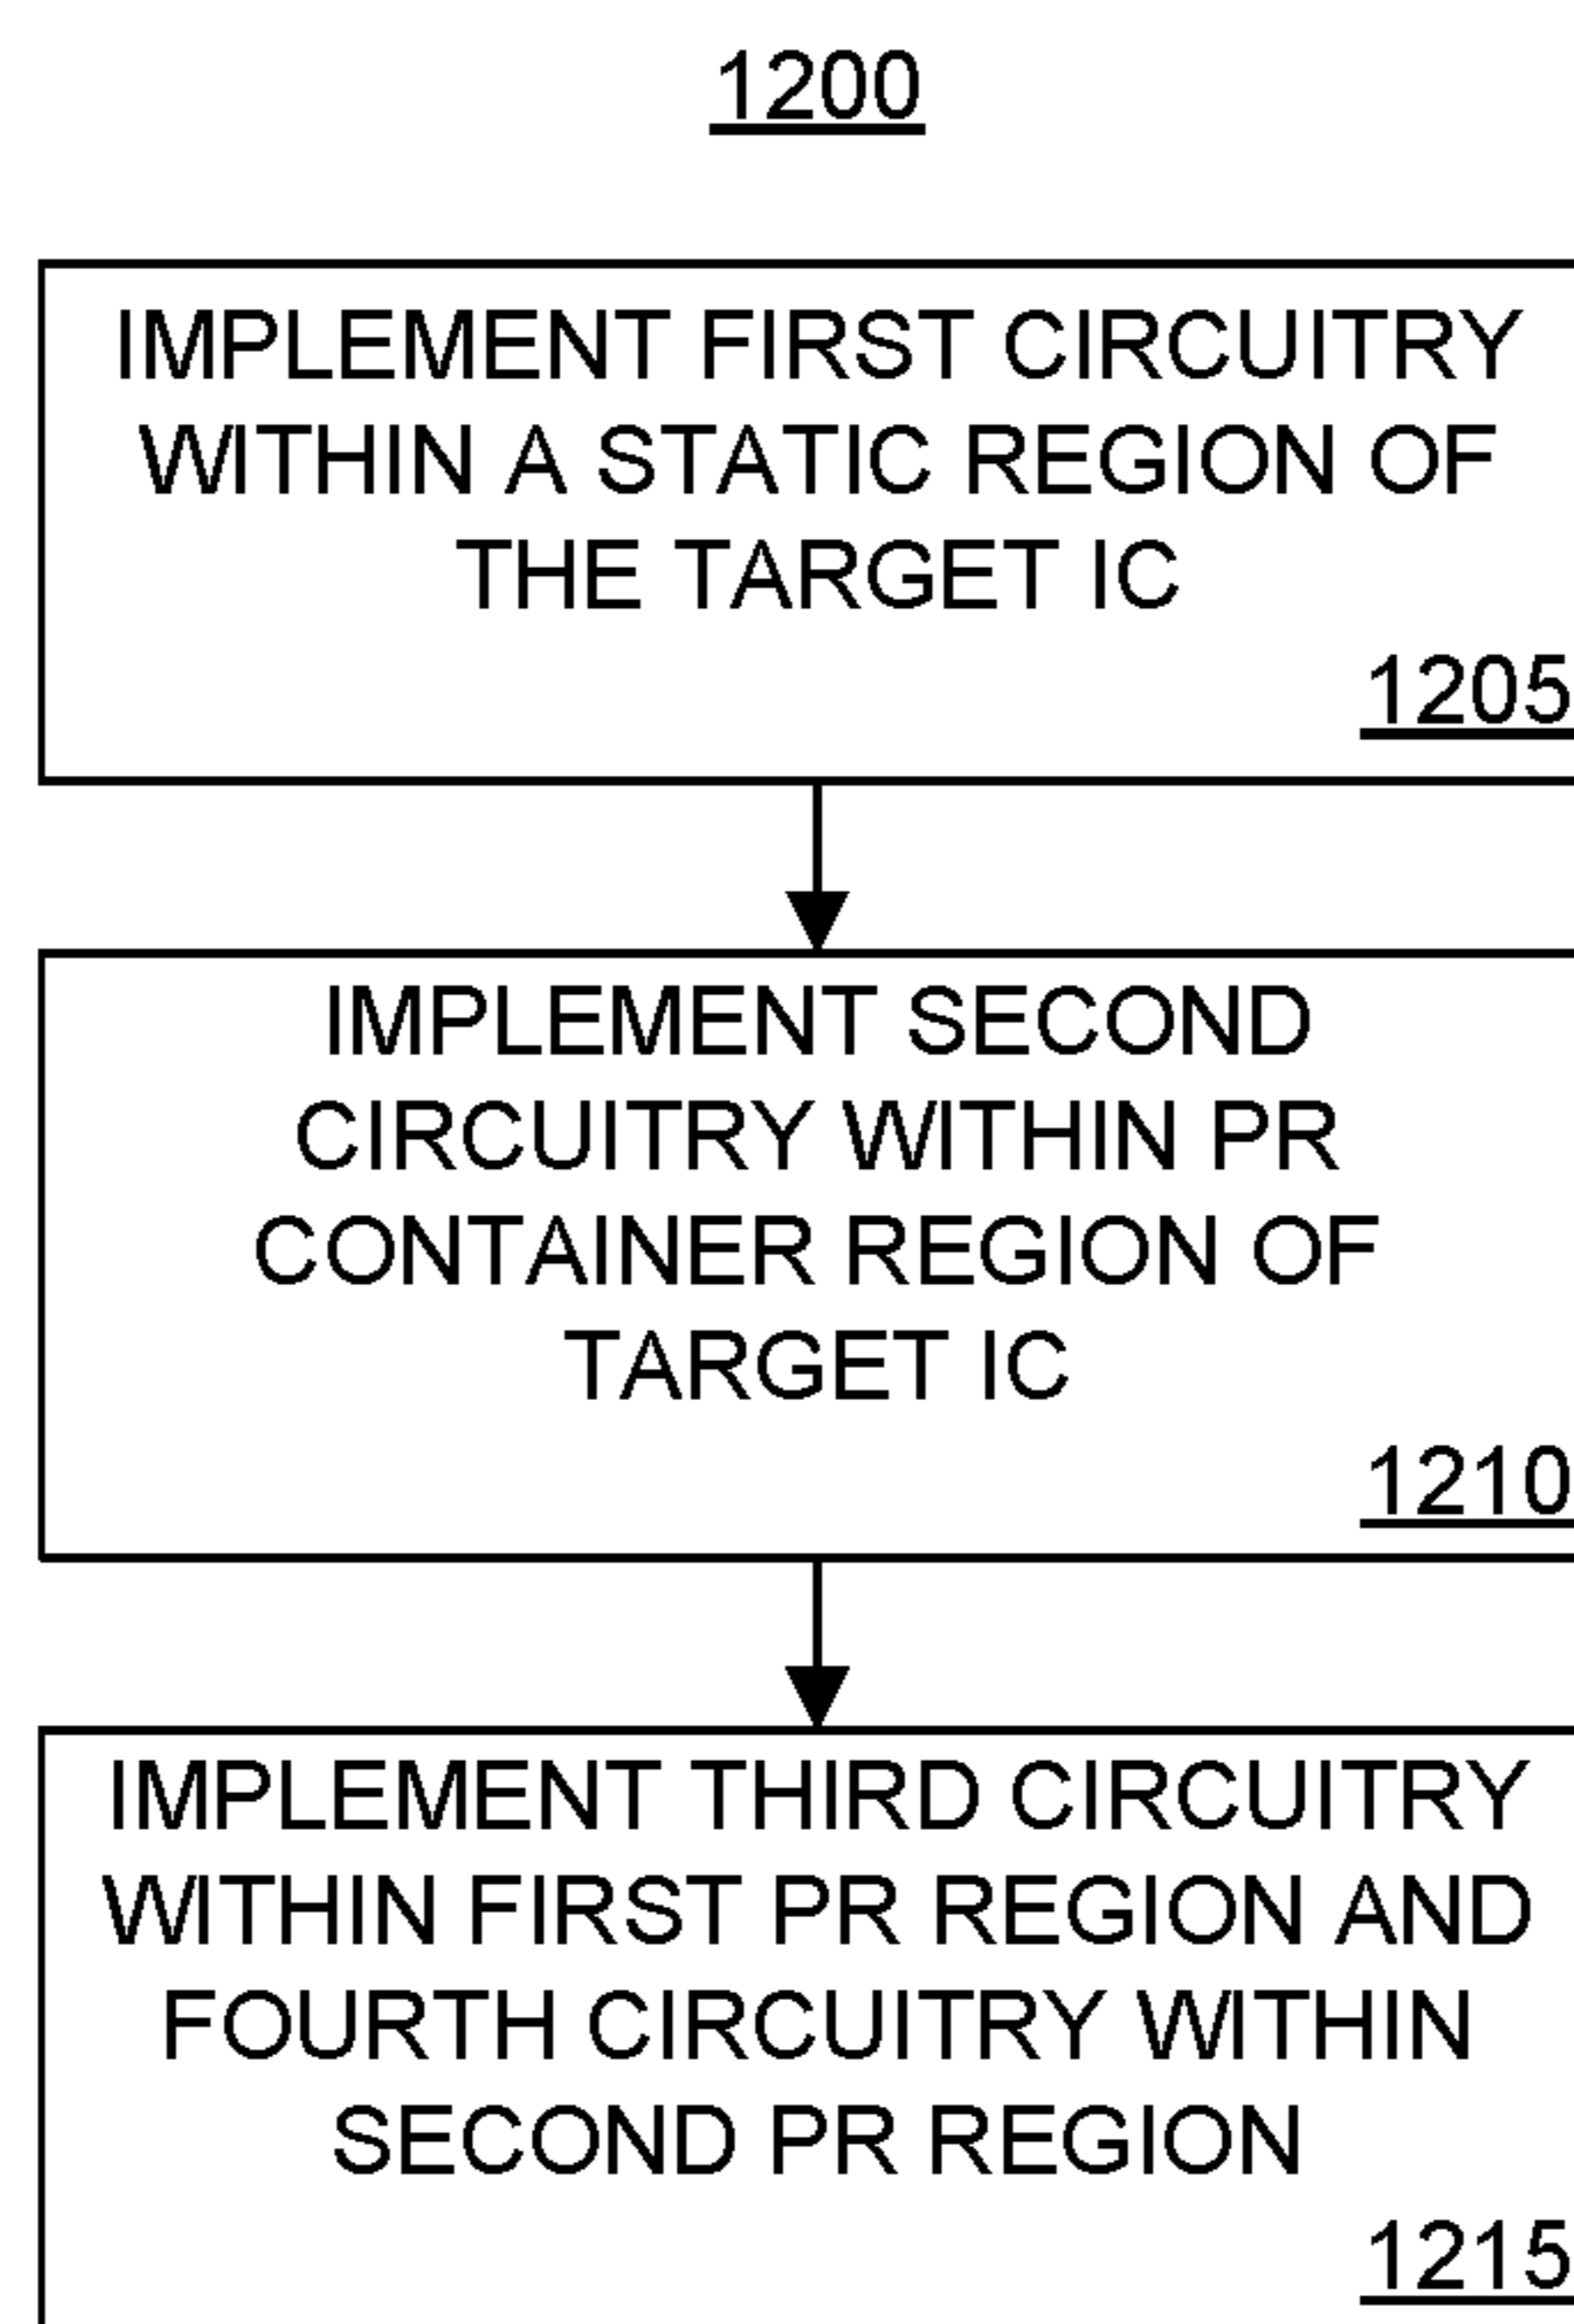 1200
IMPLEMENT FIRST CIRCUITRY
WITHIN A STATIC REGION OF
THE TARGET IC
1205
IMPLEMENT SECOND
CIRCUITRY WITHIN PR
CONTAINER REGION OF
TARGET IC
1210
IMPLEMENT THIRD CIRCUITRY
WITHIN FIRST PR REGION AND
FOURTH CIRCUITRY WITHIN
SECOND PR REGION
1215